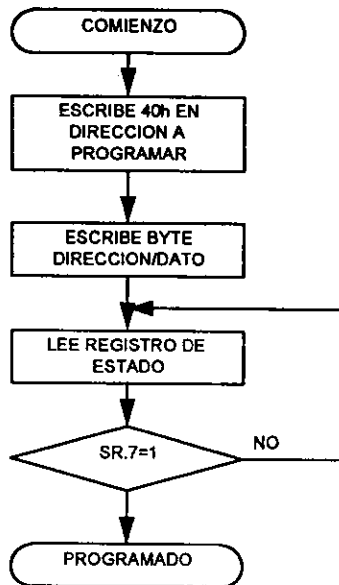 COMIENZO
ESCRIBE 40h EN
DIRECCION A
PROGRAMAR
ESCRIBE BYTE
DIRECCION/DATO
LEE REGISTRO DE
ESTADO
SR.7=1
NO
PROGRAMADO